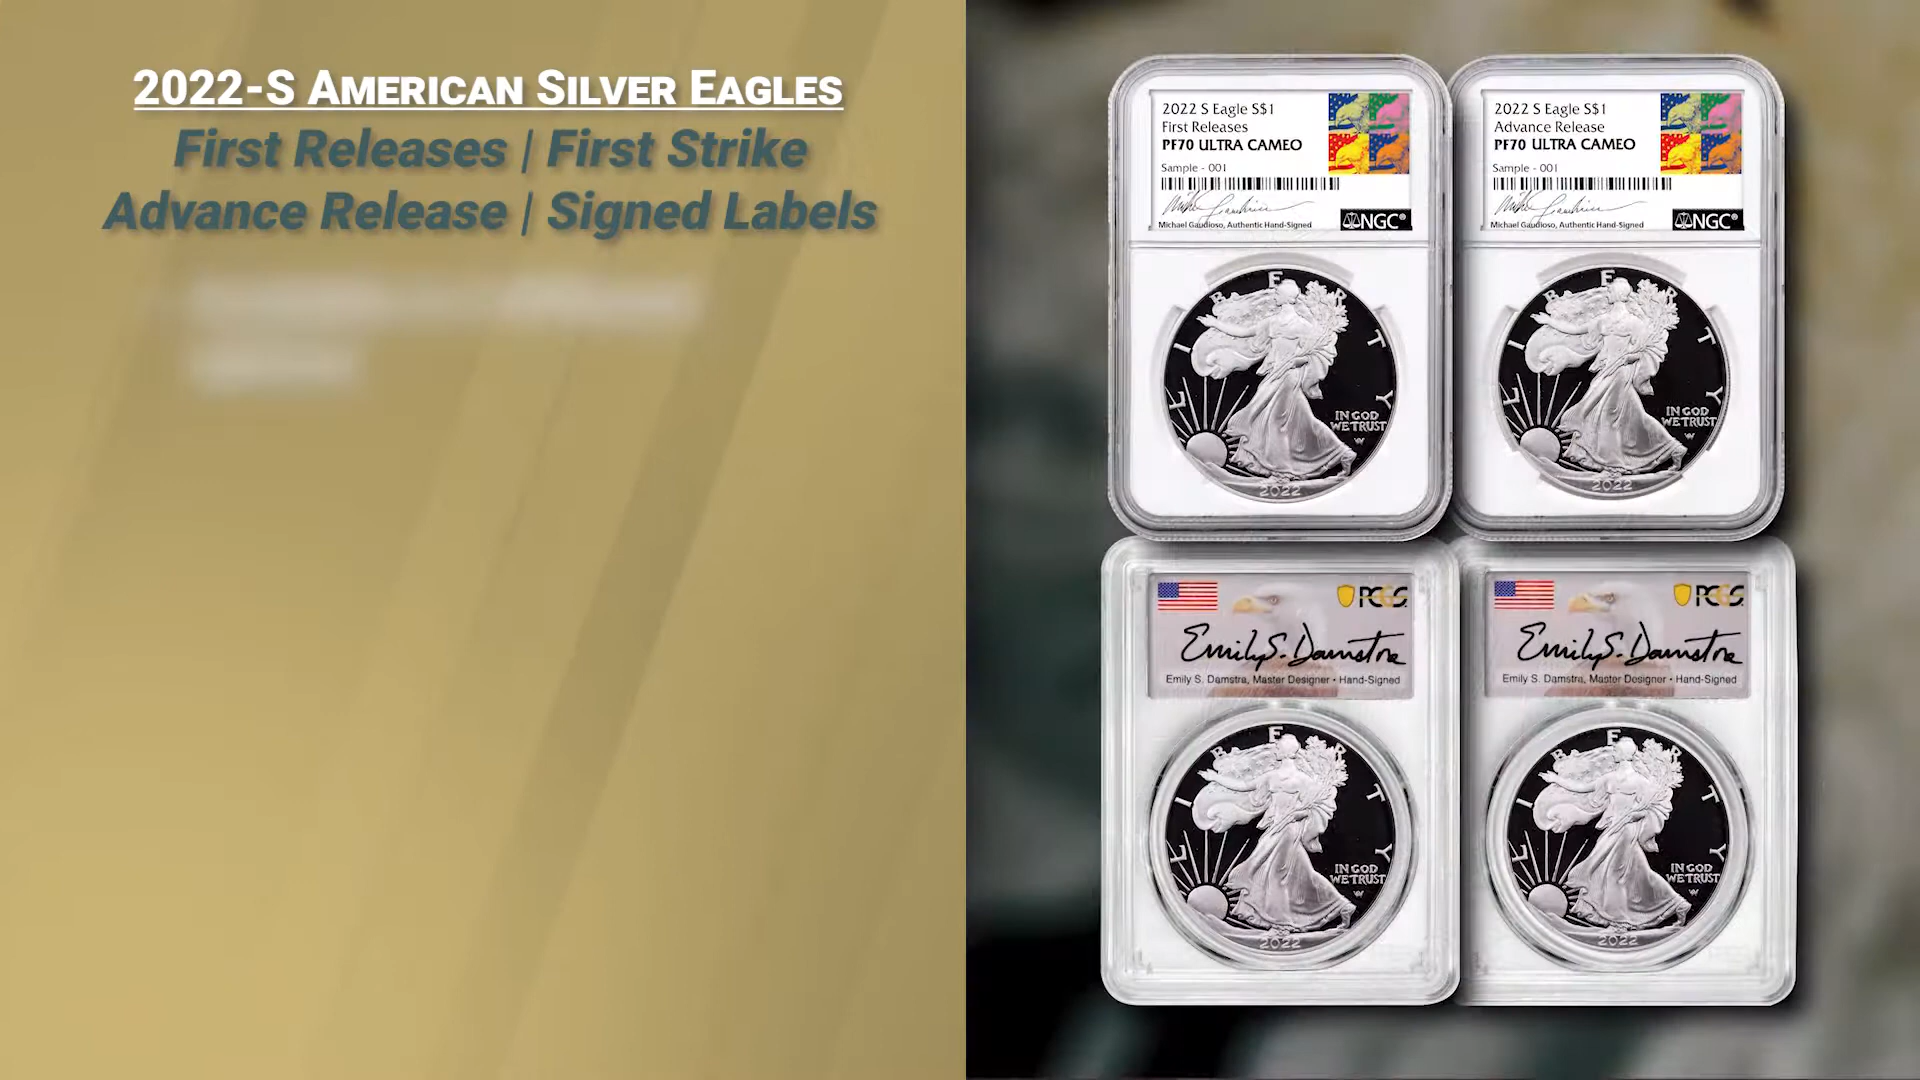 2022-S AMERICAN SILVER EAGLES
First Releases | First Strike
Advance Release | Signed Labels
2022 S Eagle S$1
First Releases
PF70 ULTRA CAMEO
Sample - 001
Michael Gaudioso, Authentic Hand-Signed
NGC®
LIBERTY
IN GOD
WE TRUST
2022
2022 S Eagle S$1
Advance Release
PF70 ULTRA CAMEO
Sample - 001
Michael Gaudioso, Authentic Hand-Signed
NGC®
LIBERTY
IN GOD
WE TRUST
2022
PCGS
Emily S. Damstra
Emily S. Damstra, Master Designer • Hand-Signed
LIBERTY
IN GOD
WE TRUST
2022
PCGS
Emily S. Damstra
Emily S. Damstra, Master Designer • Hand-Signed
LIBERTY
IN GOD
WE TRUST
2022